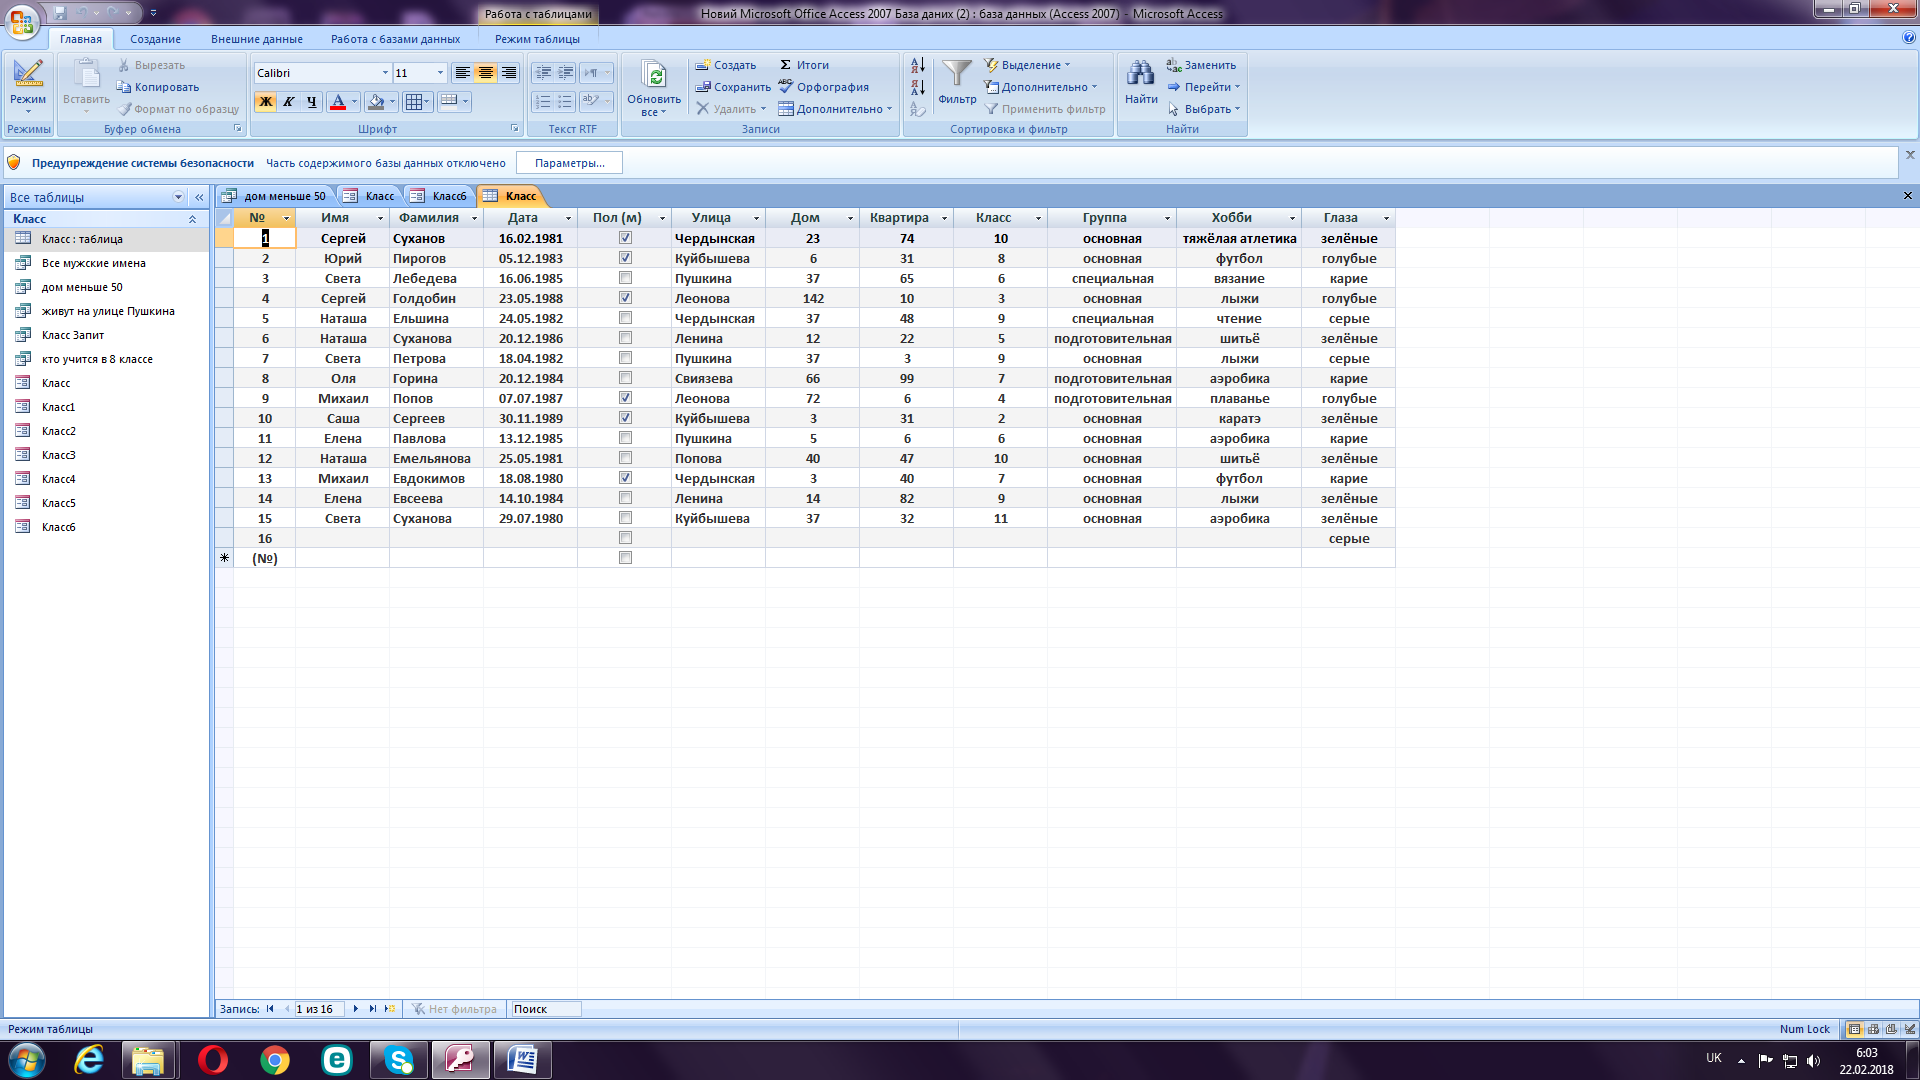 Работа с таблицами
Новий Microsoft Office Access 2007 База даних (2) : база данных (Access 2007) - Microsoft Access
Главная Создание Внешние данные Работа с базами данных Режим таблицы
Режим
Режимы
Вставить
Вырезать
Копировать
Формат по образцу
Буфер обмена
Calibri 11
Ж К Ч А
Шрифт
Текст RTF
Обновить все
Создать
Сохранить
Удалить
Итоги
Орфография
Дополнительно
Записи
Фильтр
Выделение
Дополнительно
Применить фильтр
Сортировка и фильтр
Найти
Заменить
Перейти
Выбрать
Найти
Предупреждение системы безопасности Часть содержимого базы данных отключено Параметры...
Все таблицы
Класс
Класс : таблица
Все мужские имена
дом меньше 50
живут на улице Пушкина
Класс Запит
кто учится в 8 классе
Класс
Класс1
Класс2
Класс3
Класс4
Класс5
Класс6
дом меньше 50 Класс Класс6 Класс
№ Имя Фамилия Дата Пол (м) Улица Дом Квартира Класс Группа Хобби Глаза
1 Сергей Суханов 16.02.1981 Чердынская 23 74 10 основная тяжёлая атлетика зелёные
2 Юрий Пирогов 05.12.1983 Куйбышева 6 31 8 основная футбол голубые
3 Света Лебедева 16.06.1985 Пушкина 37 65 6 специальная вязание карие
4 Сергей Голдобин 23.05.1988 Леонова 142 10 3 основная лыжи голубые
5 Наташа Ельшина 24.05.1982 Чердынская 37 48 9 специальная чтение серые
6 Наташа Суханова 20.12.1986 Ленина 12 22 5 подготовительная шитьё зелёные
7 Света Петрова 18.04.1982 Пушкина 37 3 9 основная лыжи серые
8 Оля Горина 20.12.1984 Свиязева 66 99 7 подготовительная аэробика карие
9 Михаил Попов 07.07.1987 Леонова 72 6 4 подготовительная плаванье голубые
10 Саша Сергеев 30.11.1989 Куйбышева 3 31 2 основная каратэ зелёные
11 Елена Павлова 13.12.1985 Пушкина 5 6 6 основная аэробика карие
12 Наташа Емельянова 25.05.1981 Попова 40 47 10 основная шитьё зелёные
13 Михаил Евдокимов 18.08.1980 Чердынская 3 40 7 основная футбол карие
14 Елена Евсеева 14.10.1984 Ленина 14 82 9 основная лыжи зелёные
15 Света Суханова 29.07.1980 Куйбышева 37 32 11 основная аэробика зелёные
16 серые
(№)
Запись: 1 из 16 Нет фильтра Поиск
Режим таблицы Num Lock
UK 6:03
22.02.2018